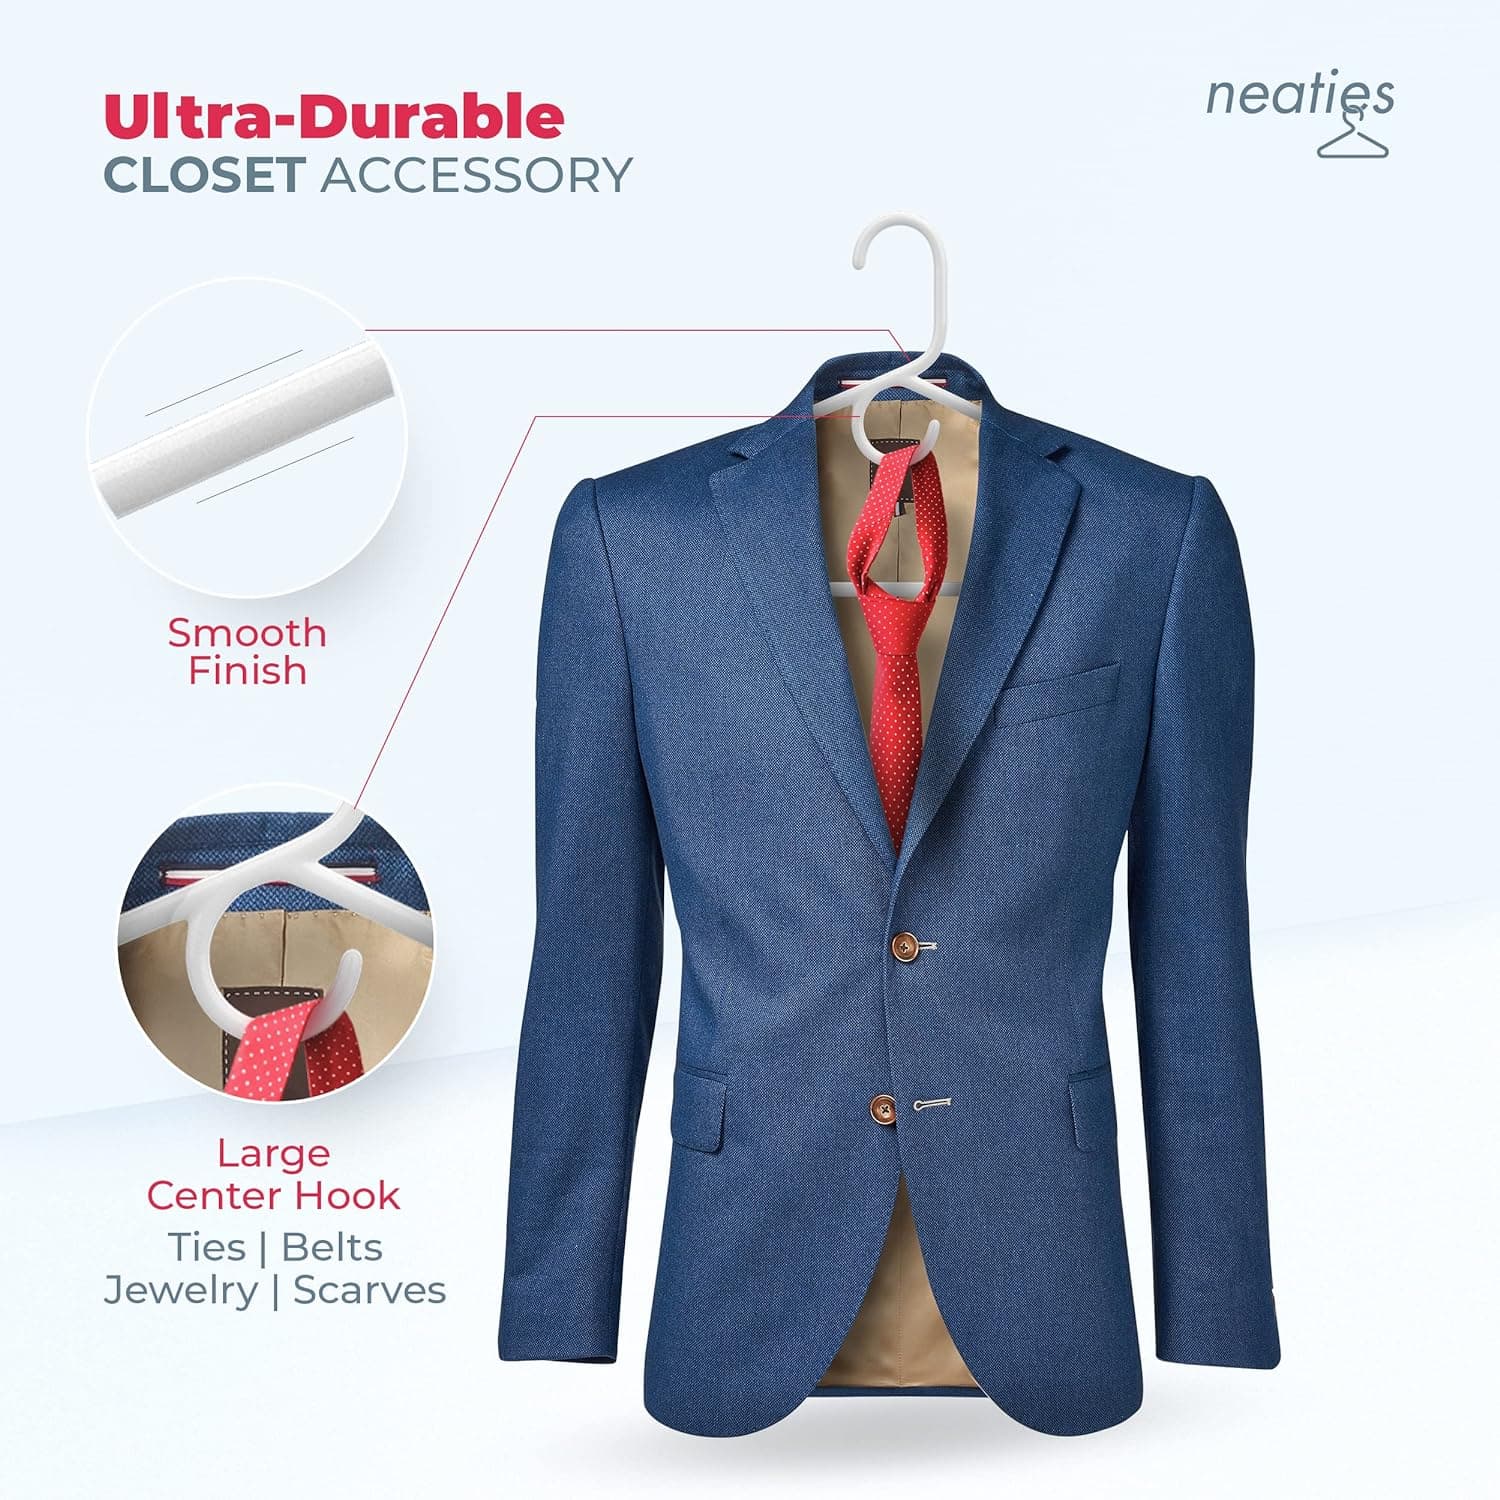 neaties
Ultra-Durable
CLOSET ACCESSORY
Smooth
Finish
Large
Center Hook
Ties | Belts
Jewelry | Scarves